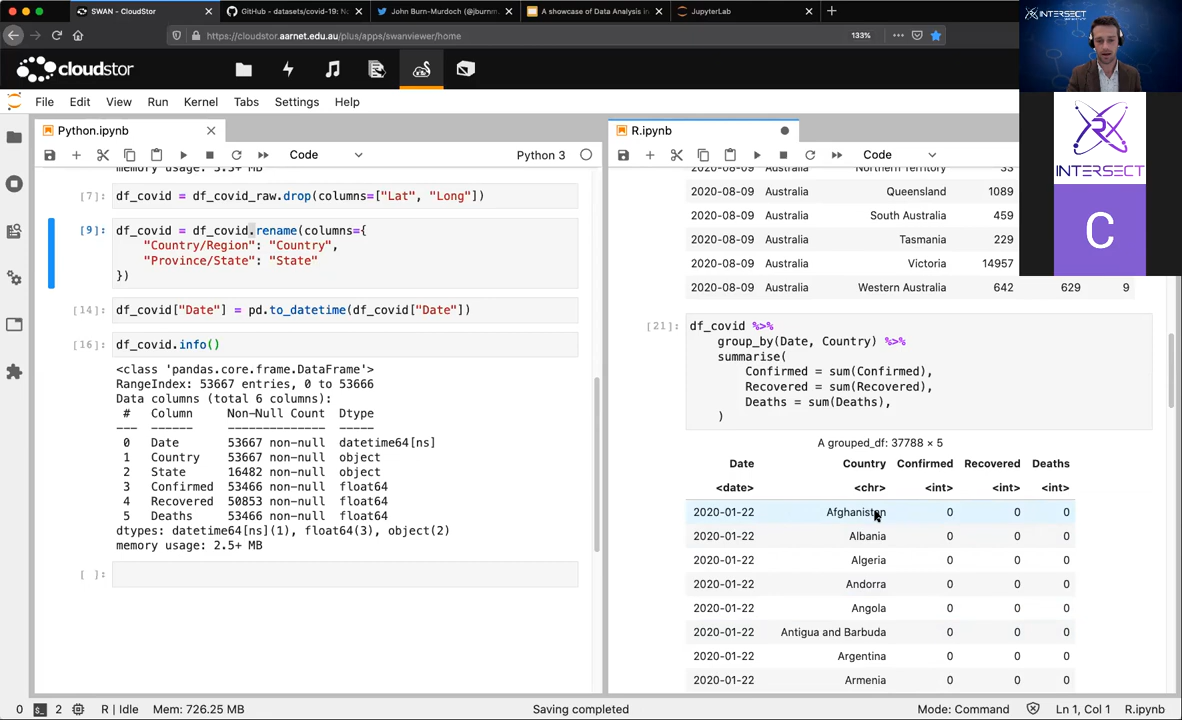 SWAN - CloudStor
GitHub - datasets/covid-19: No
John Burn-Murdoch (@jburnm
A showcase of Data Analysis in
JupyterLab
https://cloudstor.aarnet.edu.au/plus/apps/swanviewer/home
133%
INTERSECT
cloudstor
File Edit View Run Kernel Tabs Settings Help
INTERSECT
C
Python.ipynb
Code
Python 3
[7]: df_covid = df_covid_raw.drop(columns=["Lat", "Long"])
[9]: df_covid = df_covid.rename(columns={
"Country/Region": "Country",
"Province/State": "State"
})
[14]: df_covid["Date"] = pd.to_datetime(df_covid["Date"])
[16]: df_covid.info()
<class 'pandas.core.frame.DataFrame'>
RangeIndex: 53667 entries, 0 to 53666
Data columns (total 6 columns):
# Column Non-Null Count Dtype
--- ------ -------------- -----
0 Date 53667 non-null datetime64[ns]
1 Country 53667 non-null object
2 State 16482 non-null object
3 Confirmed 53466 non-null float64
4 Recovered 50853 non-null float64
5 Deaths 53466 non-null float64
dtypes: datetime64[ns](1), float64(3), object(2)
memory usage: 2.5+ MB
[ ]:
R.ipynb
Code
2020-08-09 Australia Northern Territory 33
2020-08-09 Australia Queensland 1089
2020-08-09 Australia South Australia 459
2020-08-09 Australia Tasmania 229
2020-08-09 Australia Victoria 14957
2020-08-09 Australia Western Australia 642 629 9
[21]: df_covid %>%
group_by(Date, Country) %>%
summarise(
Confirmed = sum(Confirmed),
Recovered = sum(Recovered),
Deaths = sum(Deaths),
)
A grouped_df: 37788 × 5
Date Country Confirmed Recovered Deaths
<date> <chr> <int> <int> <int>
2020-01-22 Afghanistan 0 0 0
2020-01-22 Albania 0 0 0
2020-01-22 Algeria 0 0 0
2020-01-22 Andorra 0 0 0
2020-01-22 Angola 0 0 0
2020-01-22 Antigua and Barbuda 0 0 0
2020-01-22 Argentina 0 0 0
2020-01-22 Armenia 0 0 0
0 2 R | Idle Mem: 726.25 MB Saving completed Mode: Command Ln 1, Col 1 R.ipynb